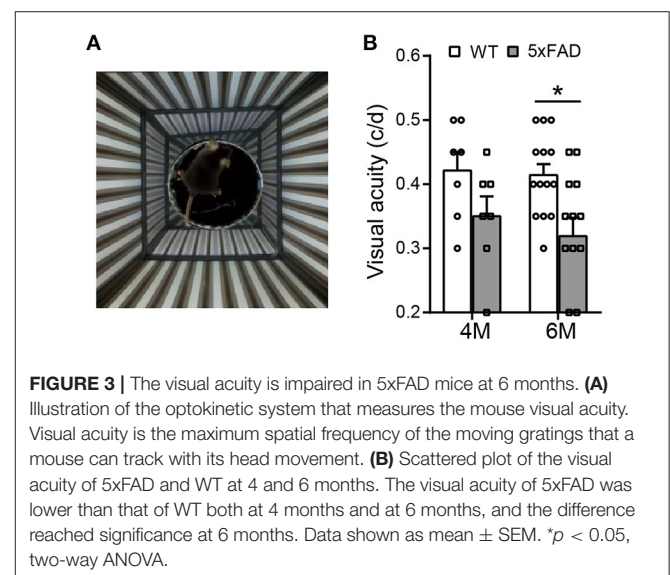 A
B
0.6
WT 5xFAD
*
0.5
Visual acuity (c/d)
0.4
0.3
0.2
4M 6M
FIGURE 3 | The visual acuity is impaired in 5xFAD mice at 6 months. (A)
Illustration of the optokinetic system that measures the mouse visual acuity.
Visual acuity is the maximum spatial frequency of the moving gratings that a
mouse can track with its head movement. (B) Scattered plot of the visual
acuity of 5xFAD and WT at 4 and 6 months. The visual acuity of 5xFAD was
lower than that of WT both at 4 months and at 6 months, and the difference
reached significance at 6 months. Data shown as mean ± SEM. *p < 0.05,
two-way ANOVA.